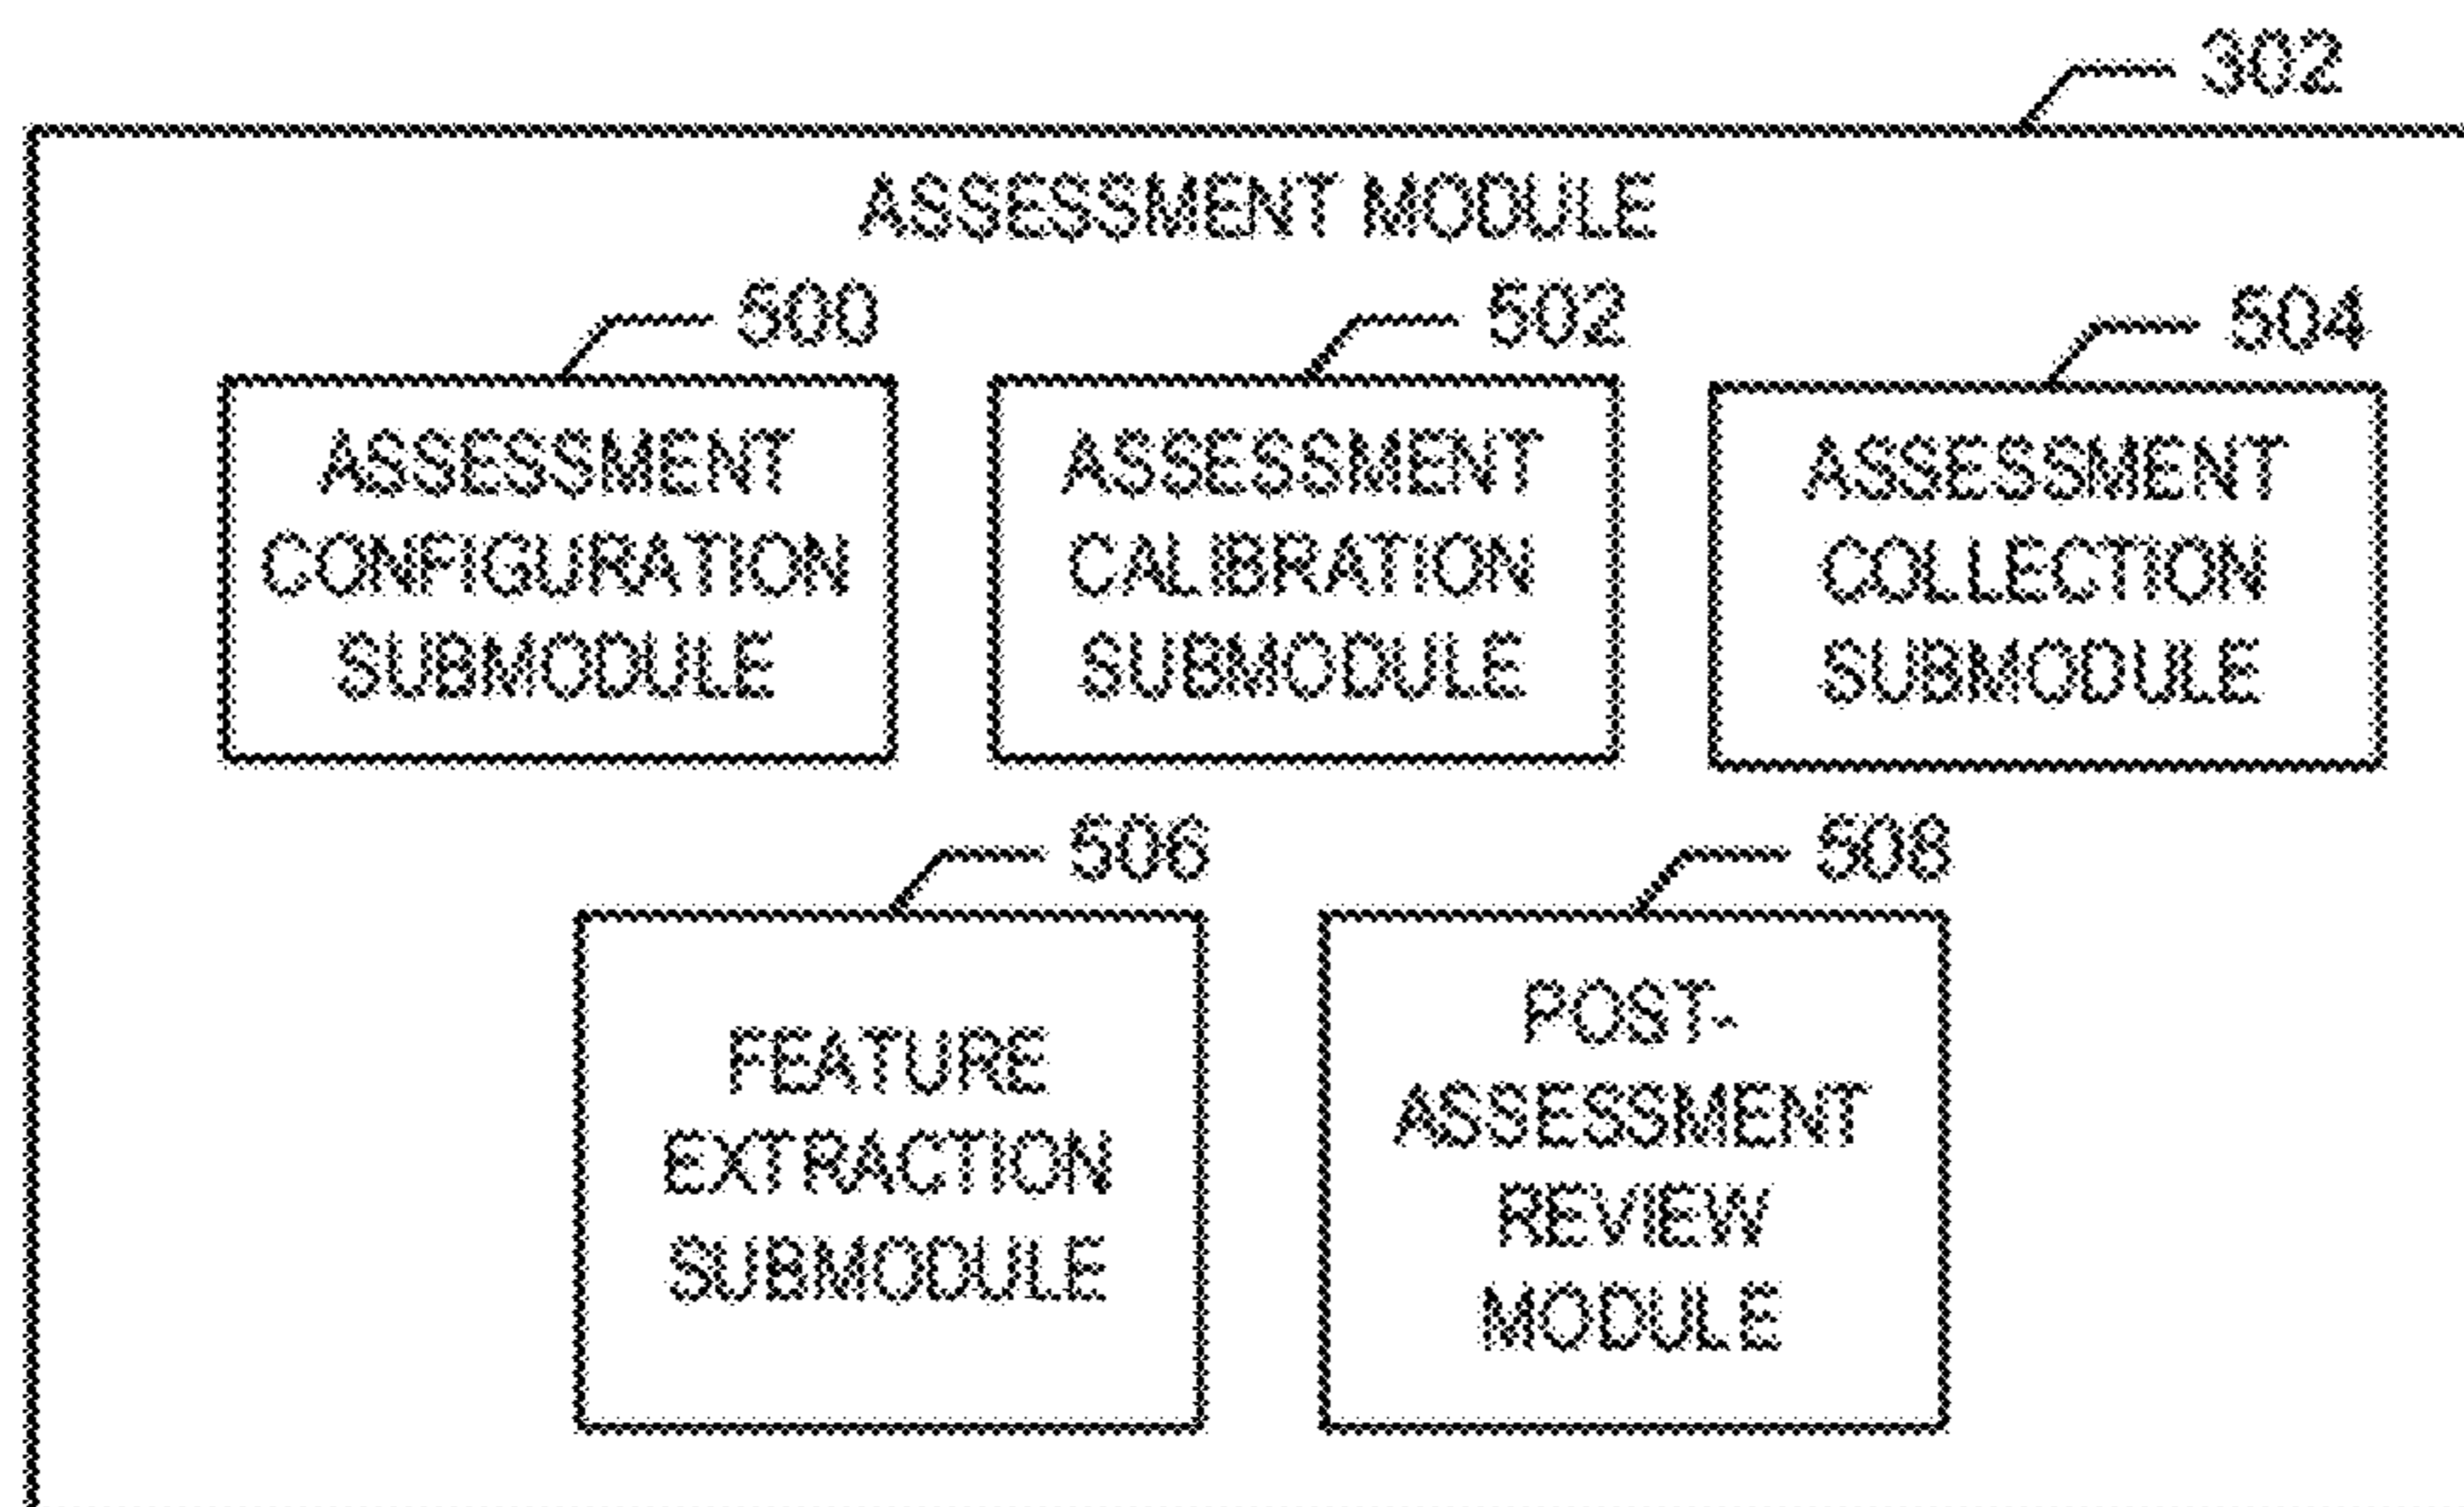 302
ASSESSMENT MODULE
500
502
504
ASSESSMENT
CONFIGURATION
SUBMODULE
ASSESSMENT
CALIBRATION
SUBMODULE
ASSESSMENT
COLLECTION
SUBMODULE
506
508
FEATURE
EXTRACTION
SUBMODULE
POST-
ASSESSMENT
REVIEW
MODULE